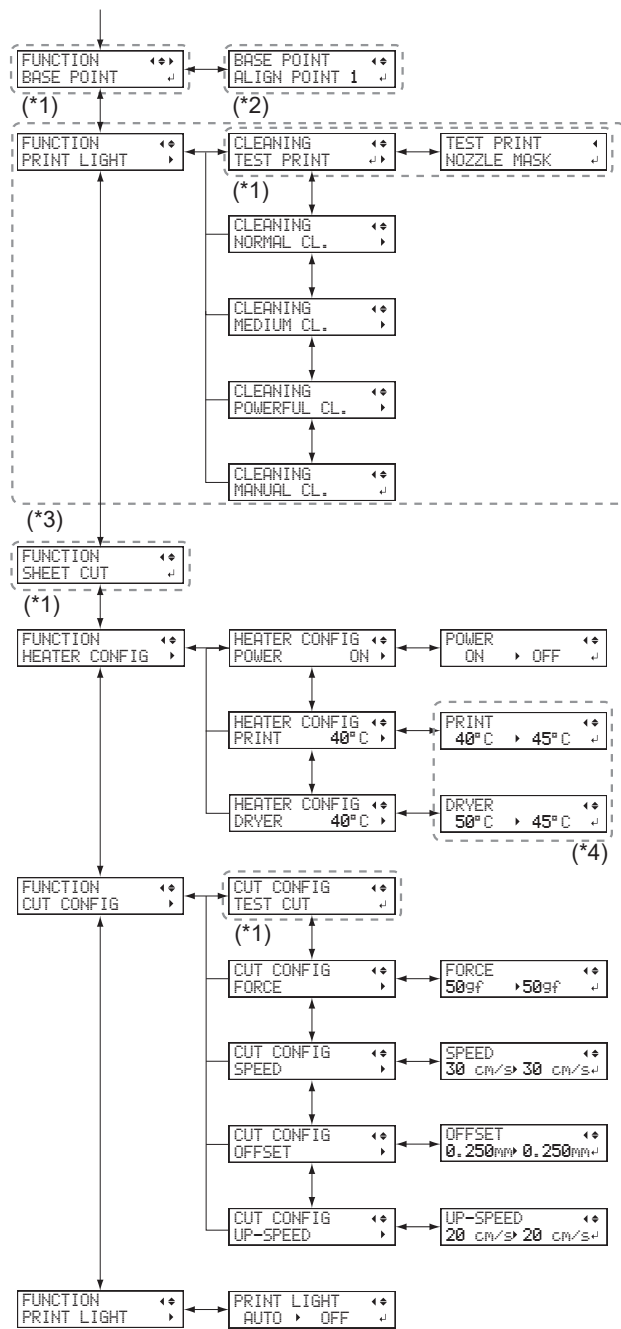 FUNCTION
BASE POINT
BASE POINT
ALIGN POINT 1
(*1)
(*2)
FUNCTION
PRINT LIGHT
CLEANING
TEST PRINT
TEST PRINT
NOZZLE MASK
(*1)
CLEANING
NORMAL CL.
CLEANING
MEDIUM CL.
CLEANING
POWERFUL CL.
CLEANING
MANUAL CL.
(*3)
FUNCTION
SHEET CUT
(*1)
FUNCTION
HEATER CONFIG
HEATER CONFIG
POWER ON
POWER
ON OFF
HEATER CONFIG
PRINT 40°C
PRINT
40°C 45°C
HEATER CONFIG
DRYER 40°C
DRYER
50°C 45°C
(*4)
FUNCTION
CUT CONFIG
CUT CONFIG
TEST CUT
(*1)
CUT CONFIG
FORCE
FORCE
50gf 50gf
CUT CONFIG
SPEED
SPEED
30 cm/s 30 cm/s
CUT CONFIG
OFFSET
OFFSET
0.250mm 0.250mm
CUT CONFIG
UP-SPEED
UP-SPEED
20 cm/s 20 cm/s
FUNCTION
PRINT LIGHT
PRINT LIGHT
AUTO OFF